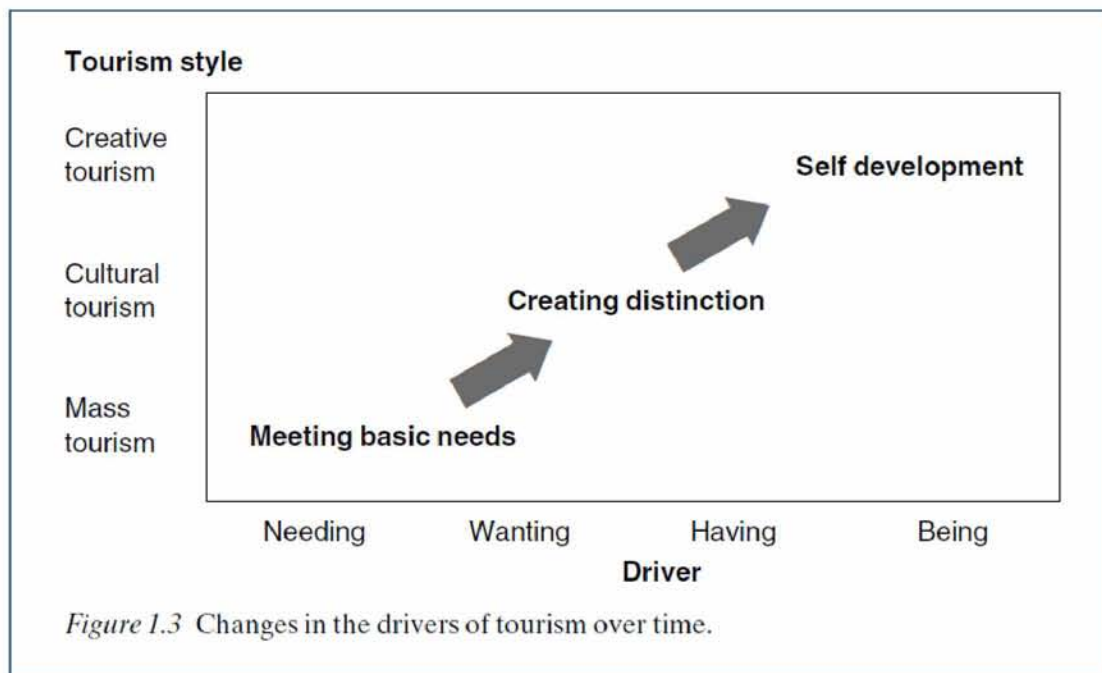 Tourism style
Creative
tourism
Self development
Cultural
tourism
Creating distinction
Mass
tourism
Meeting basic needs
Needing Wanting Having Being
Driver
Figure 1.3 Changes in the drivers of tourism over time.